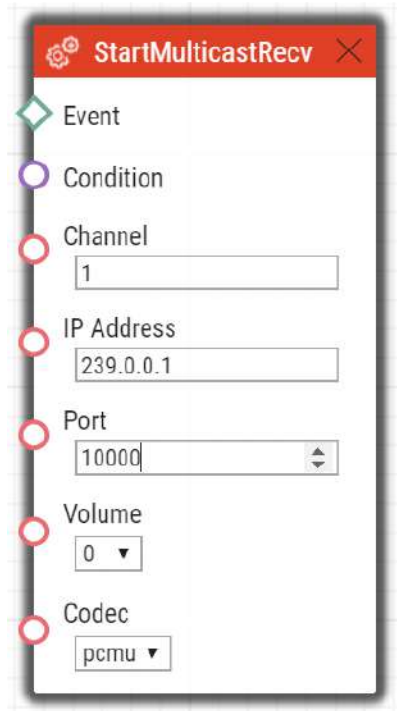 StartMulticastRecv
Event
Condition
Channel
1
IP Address
239.0.0.1
Port
10000
Volume
0
Codec
pcmu